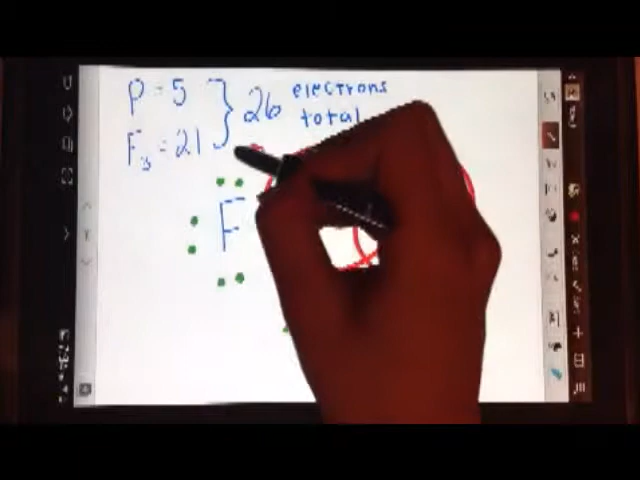 P = 5 } 26 electrons
F3 = 21 total
F